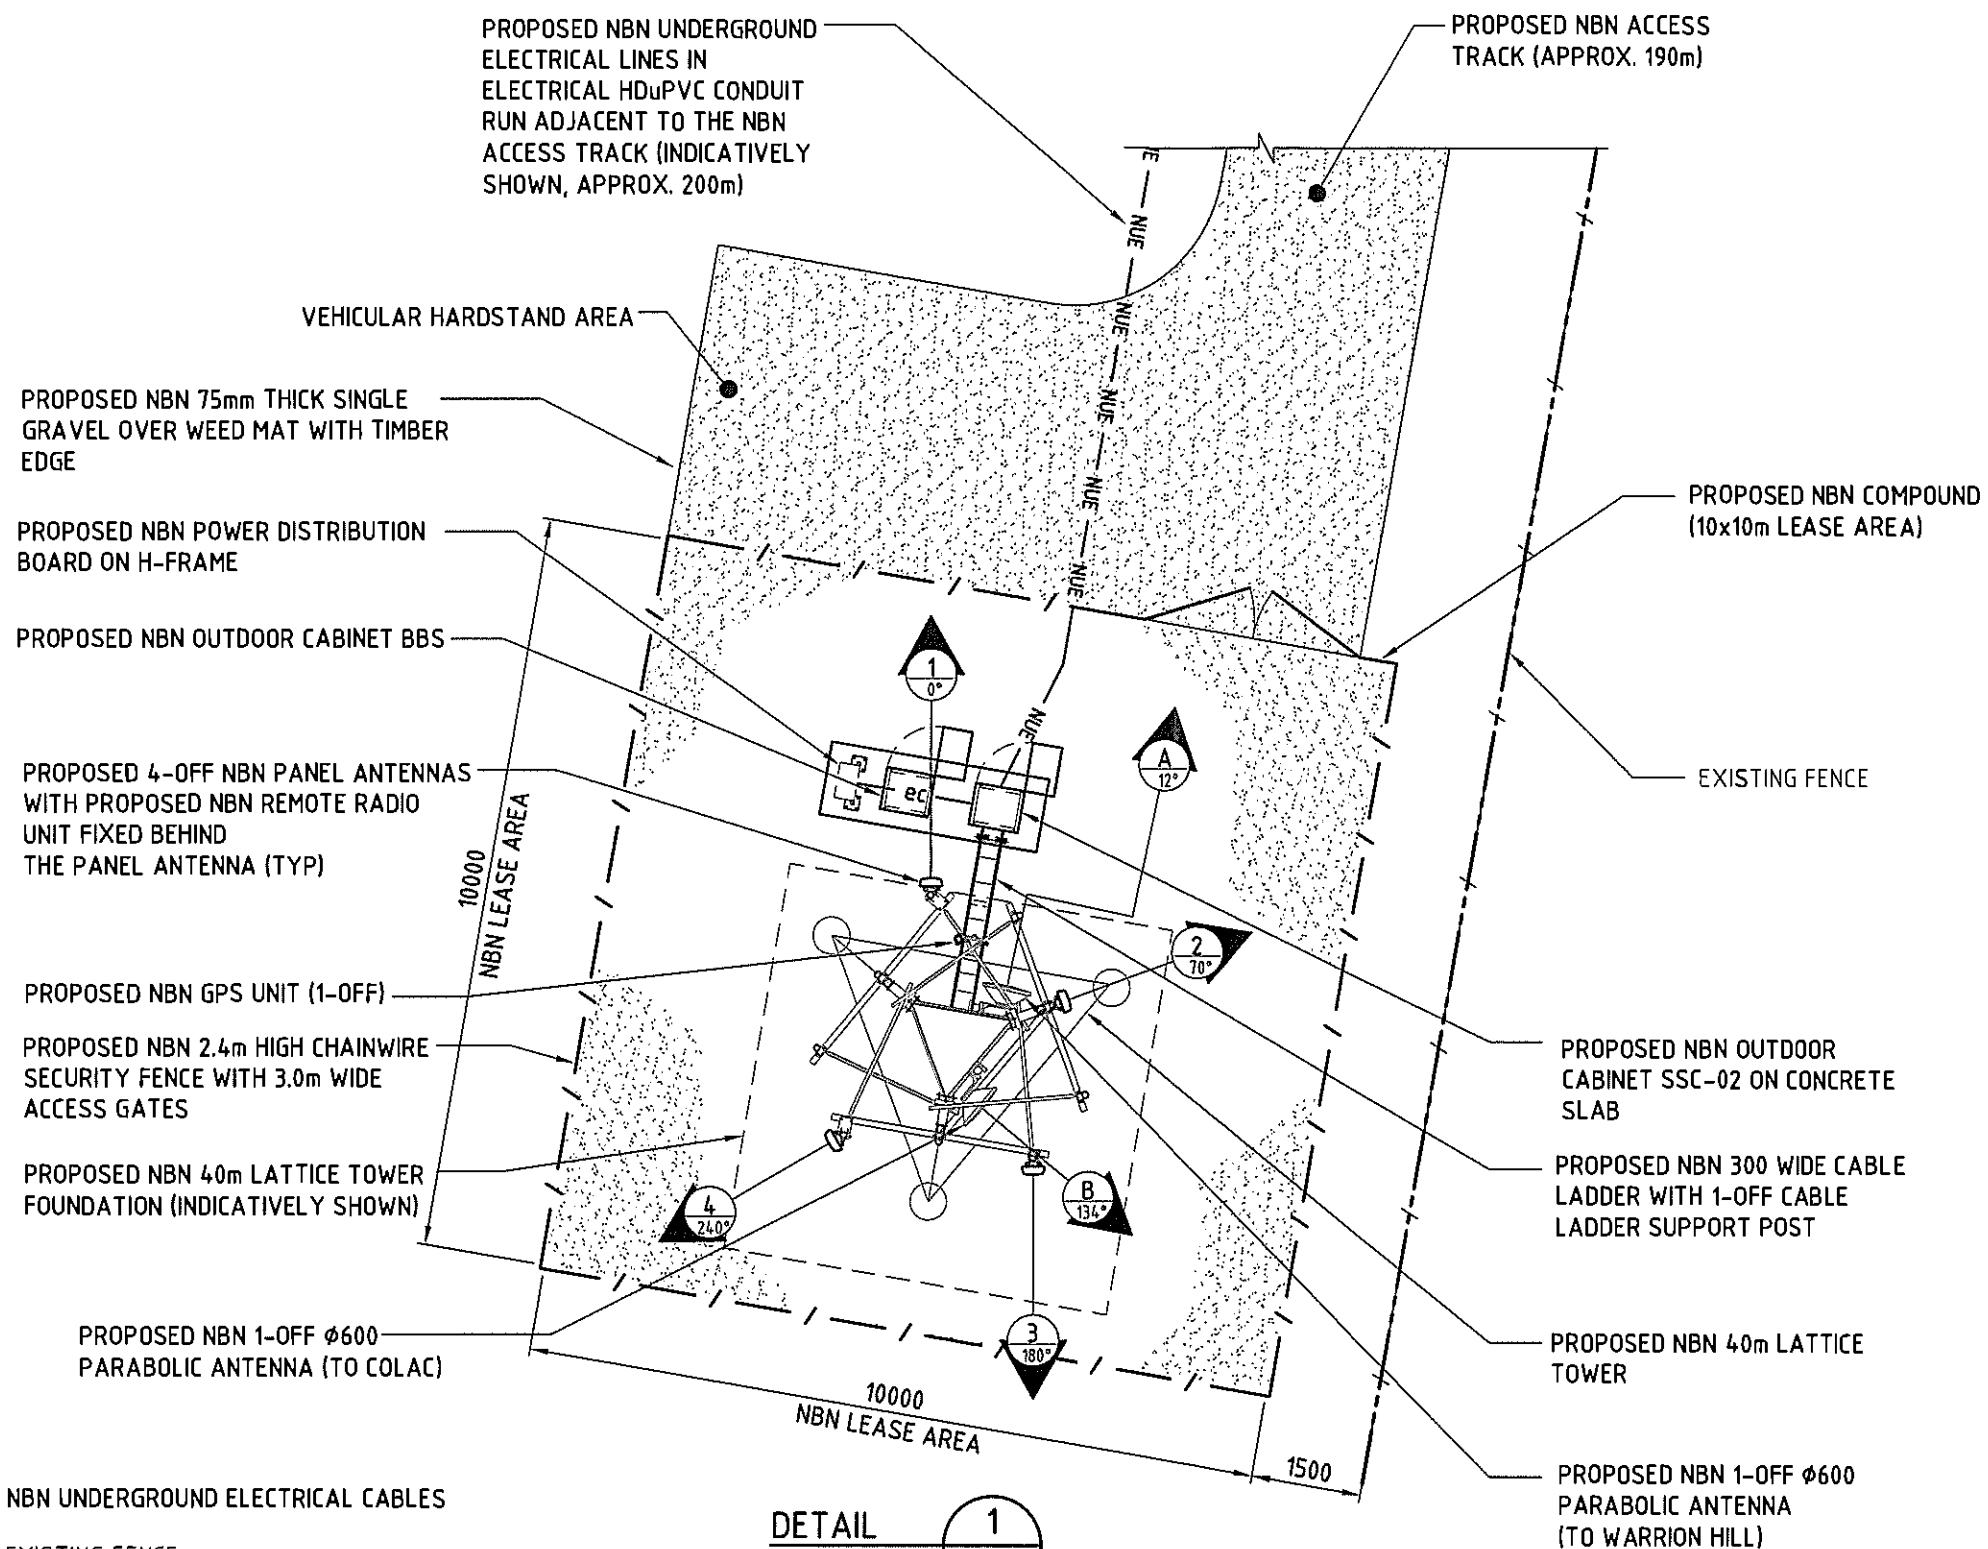 PROPOSED NBN UNDERGROUND
ELECTRICAL LINES IN
ELECTRICAL HDuPVC CONDUIT
RUN ADJACENT TO THE NBN
ACCESS TRACK (INDICATIVELY
SHOWN, APPROX. 200m)
PROPOSED NBN ACCESS
TRACK (APPROX. 190m)
VEHICULAR HARDSTAND AREA
PROPOSED NBN 75mm THICK SINGLE
GRAVEL OVER WEED MAT WITH TIMBER
EDGE
PROPOSED NBN POWER DISTRIBUTION
BOARD ON H-FRAME
PROPOSED NBN OUTDOOR CABINET BBS
PROPOSED 4-OFF NBN PANEL ANTENNAS
WITH PROPOSED NBN REMOTE RADIO
UNIT FIXED BEHIND
THE PANEL ANTENNA (TYP)
PROPOSED NBN GPS UNIT (1-OFF)
PROPOSED NBN 2.4m HIGH CHAINWIRE
SECURITY FENCE WITH 3.0m WIDE
ACCESS GATES
PROPOSED NBN 40m LATTICE TOWER
FOUNDATION (INDICATIVELY SHOWN)
PROPOSED NBN 1-OFF Ø600
PARABOLIC ANTENNA (TO COLAC)
NUE
NUE
NUE
NUE
NUE
NUE
NUE
10000
NBN LEASE AREA
1
0°
A
12°
ec
2
70°
B
134°
4
240°
3
180°
10000
NBN LEASE AREA
1500
PROPOSED NBN COMPOUND
(10x10m LEASE AREA)
EXISTING FENCE
PROPOSED NBN OUTDOOR
CABINET SSC-02 ON CONCRETE
SLAB
PROPOSED NBN 300 WIDE CABLE
LADDER WITH 1-OFF CABLE
LADDER SUPPORT POST
PROPOSED NBN 40m LATTICE
TOWER
PROPOSED NBN 1-OFF Ø600
PARABOLIC ANTENNA
(TO WARRION HILL)
NBN UNDERGROUND ELECTRICAL CABLES
EXISTING FENCE
DETAIL
1